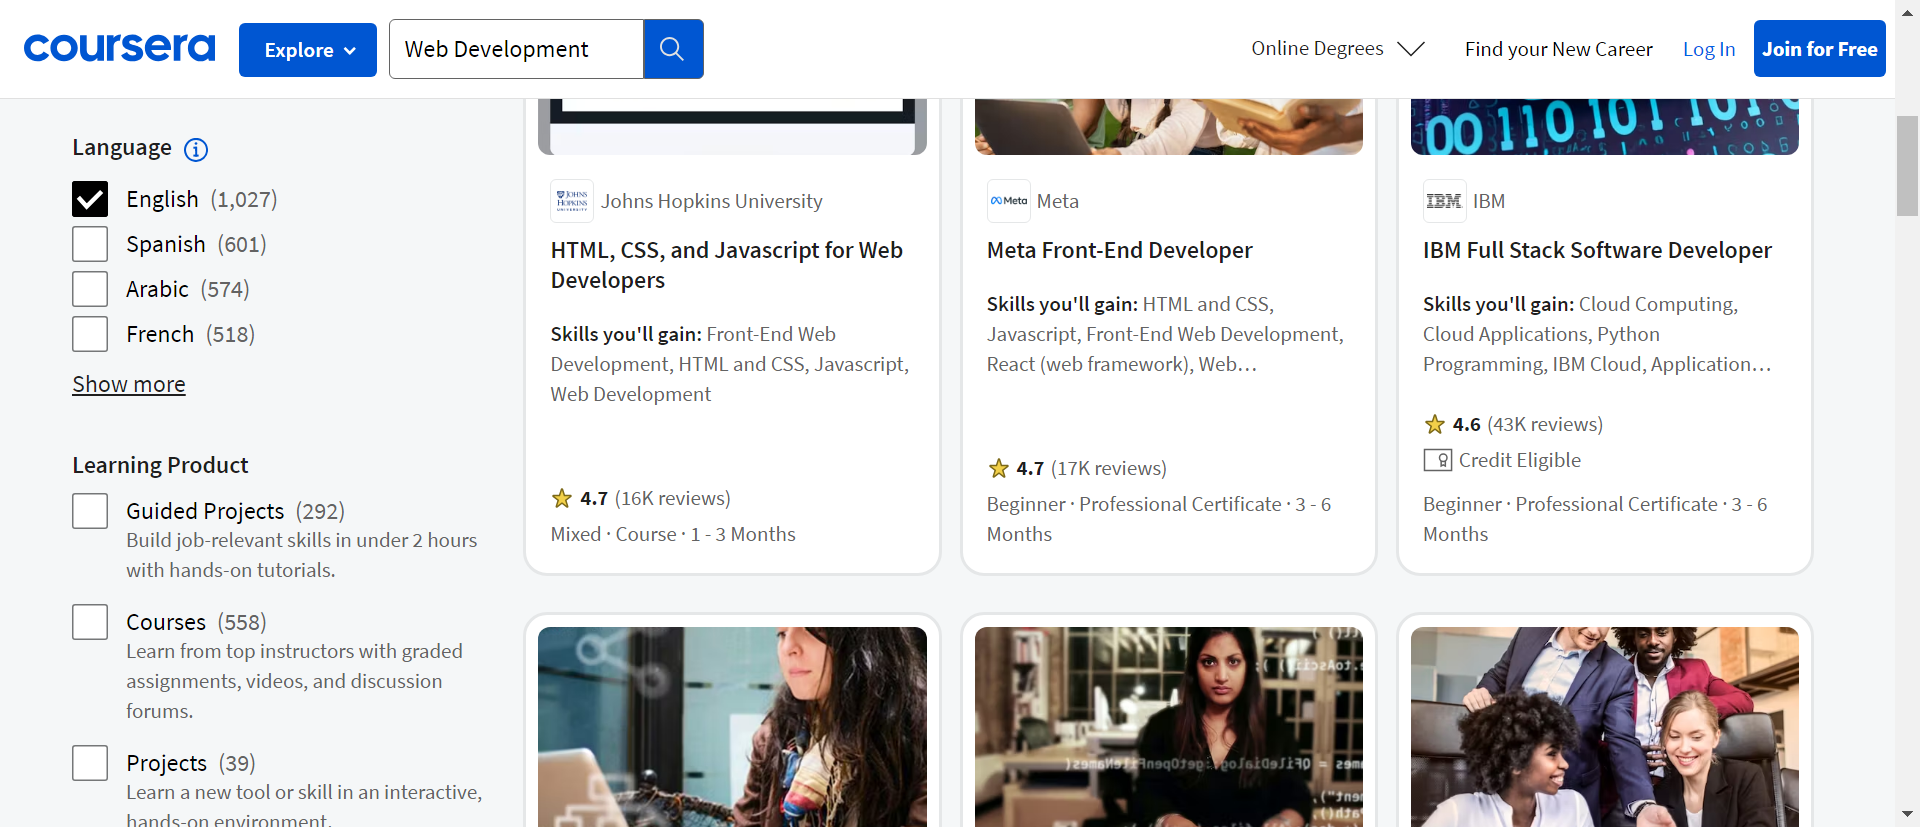 coursera
Explore
Web Development
Online Degrees
Find your New Career
Log In
Join for Free
Language
English (1,027)
Spanish (601)
Arabic (574)
French (518)
Show more
Learning Product
Guided Projects (292)
Build job-relevant skills in under 2 hours
with hands-on tutorials.
Courses (558)
Learn from top instructors with graded
assignments, videos, and discussion
forums.
Projects (39)
Learn a new tool or skill in an interactive,
hands-on environment.
JOHNS
HOPKINS
UNIVERSITY
Johns Hopkins University
HTML, CSS, and Javascript for Web
Developers
Skills you'll gain: Front-End Web
Development, HTML and CSS, Javascript,
Web Development
4.7 (16K reviews)
Mixed · Course · 1 - 3 Months
Meta
Meta
Meta Front-End Developer
Skills you'll gain: HTML and CSS,
Javascript, Front-End Web Development,
React (web framework), Web…
4.7 (17K reviews)
Beginner · Professional Certificate · 3 - 6
Months
IBM
IBM
IBM Full Stack Software Developer
Skills you'll gain: Cloud Computing,
Cloud Applications, Python
Programming, IBM Cloud, Application…
4.6 (43K reviews)
Credit Eligible
Beginner · Professional Certificate · 3 - 6
Months